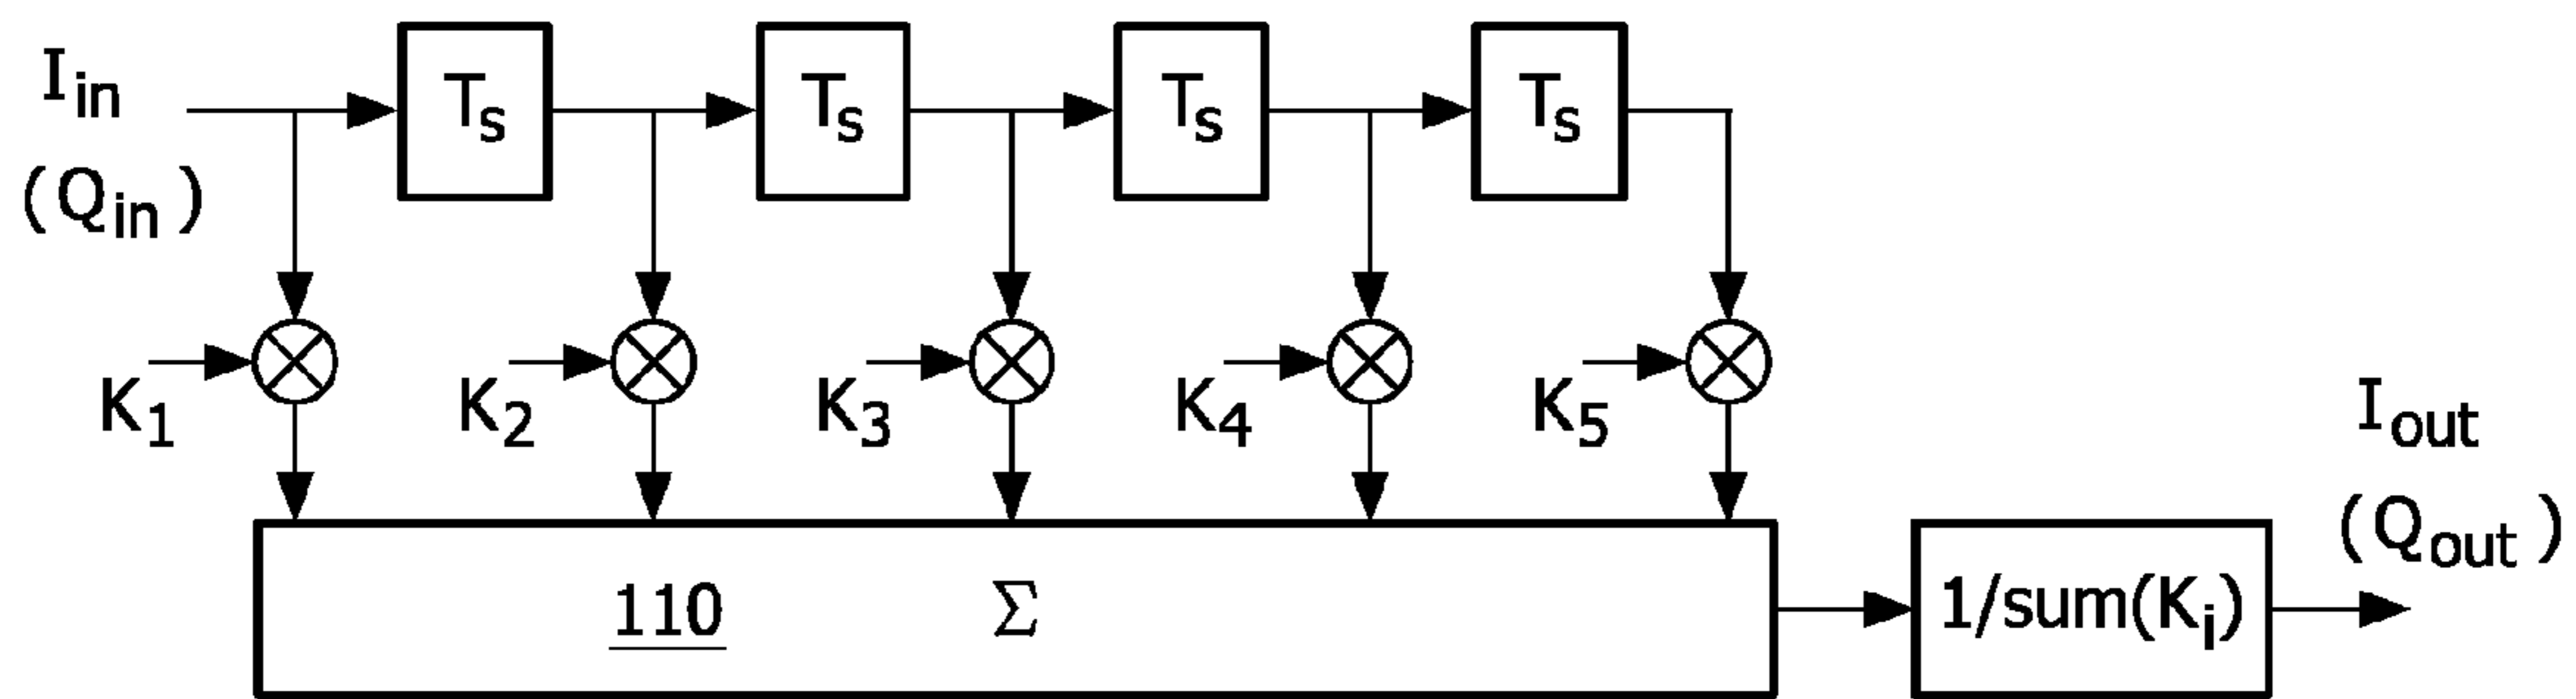 I_in
(Q_in)
T_s T_s T_s T_s
K_1 K_2 K_3 K_4 K_5
I_out
(Q_out)
110 Σ 1/sum(K_i)